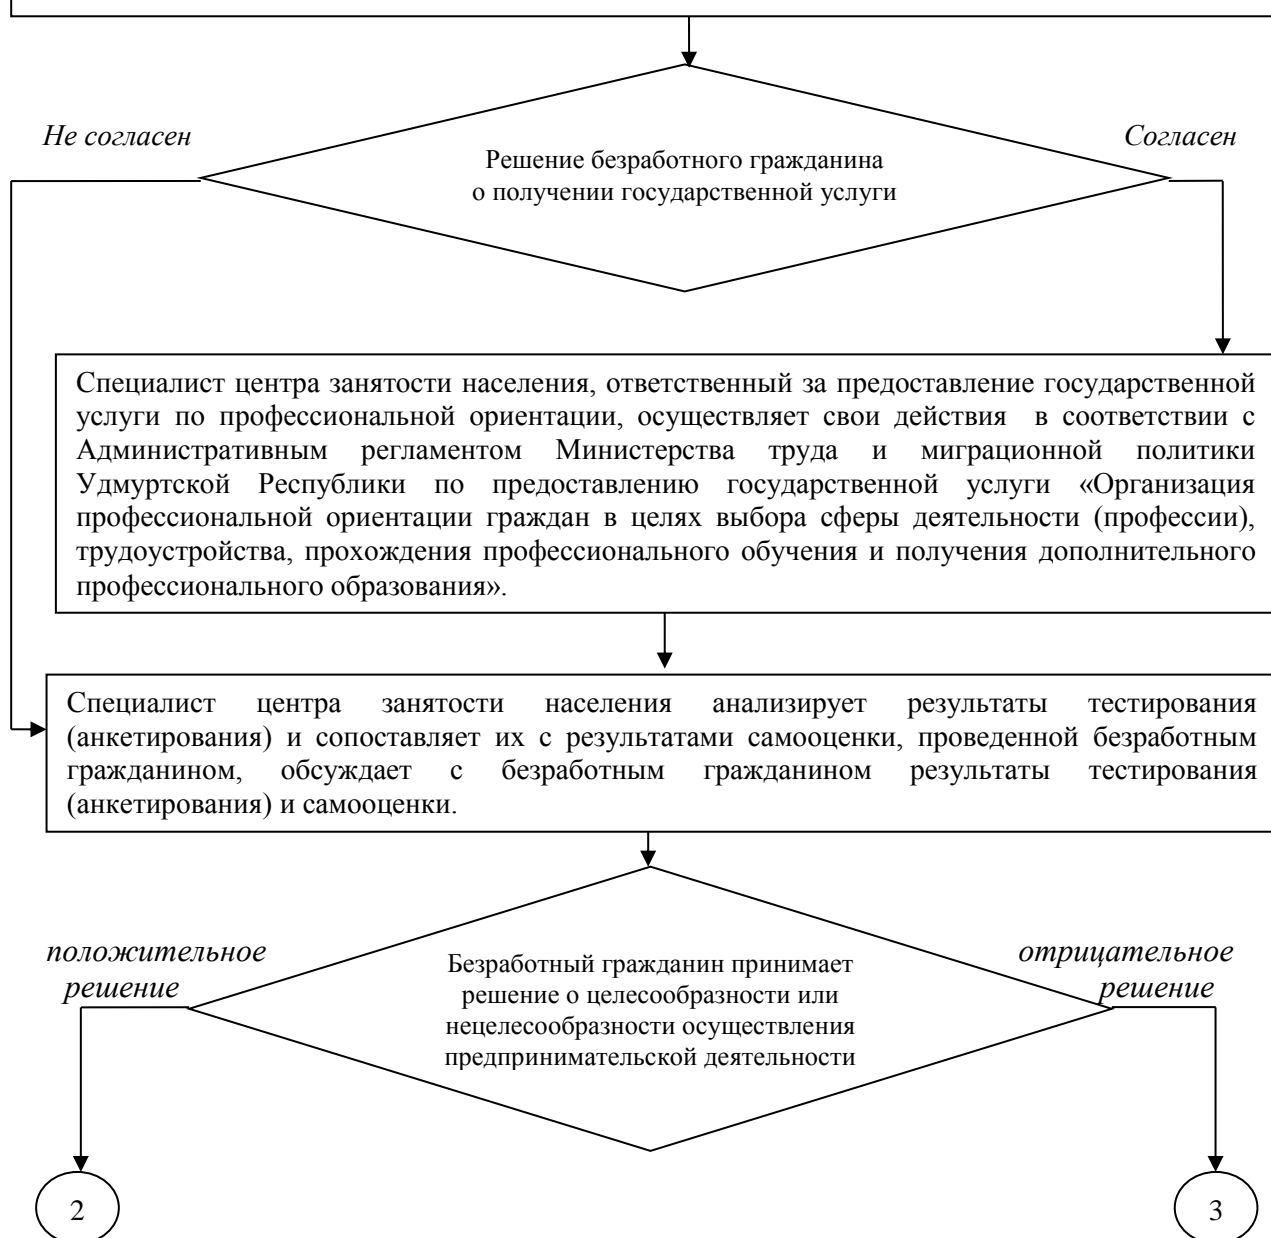 Не согласен
Согласен
Решение безработного гражданина
о получении государственной услуги
Специалист центра занятости населения, ответственный за предоставление государственной
услуги по профессиональной ориентации, осуществляет свои действия в соответствии с
Административным регламентом Министерства труда и миграционной политики
Удмуртской Республики по предоставлению государственной услуги «Организация
профессиональной ориентации граждан в целях выбора сферы деятельности (профессии),
трудоустройства, прохождения профессионального обучения и получения дополнительного
профессионального образования».
Специалист центра занятости населения анализирует результаты тестирования
(анкетирования) и сопоставляет их с результатами самооценки, проведенной безработным
гражданином, обсуждает с безработным гражданином результаты тестирования
(анкетирования) и самооценки.
положительное
решение
отрицательное
решение
Безработный гражданин принимает
решение о целесообразности или
нецелесообразности осуществления
предпринимательской деятельности
2
3